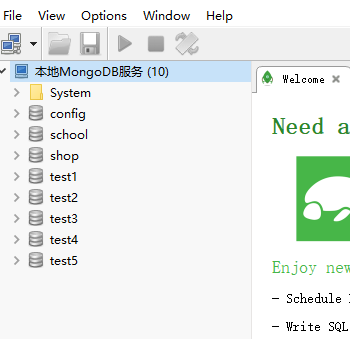 File View Options Window Help
本地MongoDB服务 (10)
System
config
school
shop
test1
test2
test3
test4
test5
Welcome
Need a
Enjoy new
— Schedule
— Write SQL